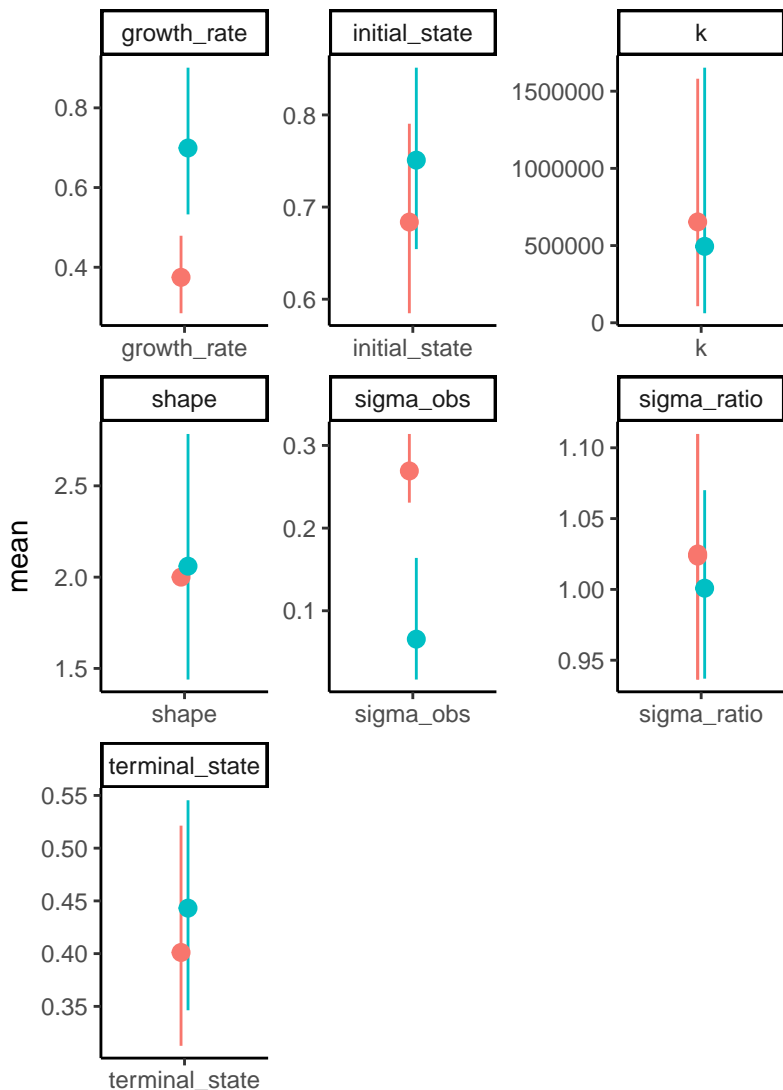 growth_rate
initial_state
k
0.8
0.6
0.4
growth_rate
0.8
0.7
0.6
initial_state
1500000
1000000
500000
0
k
shape
sigma_obs
sigma_ratio
2.5
2.0
1.5
shape
0.3
0.2
0.1
sigma_obs
1.10
1.05
1.00
0.95
sigma_ratio
mean
terminal_state
0.55
0.50
0.45
0.40
0.35
terminal_state